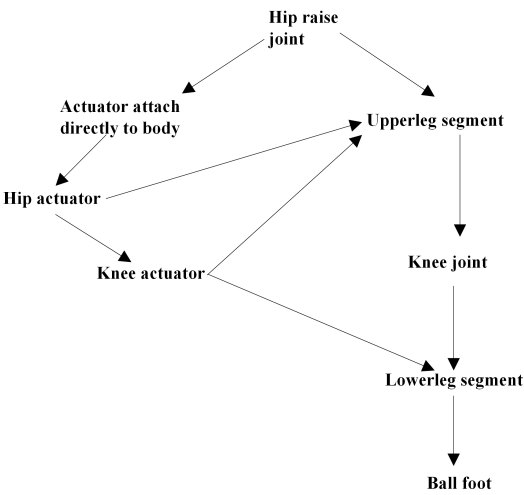 Hip raise
joint
Actuator attach
directly to body
Upperleg segment
Hip actuator
Knee joint
Knee actuator
Lowerleg segment
Ball foot